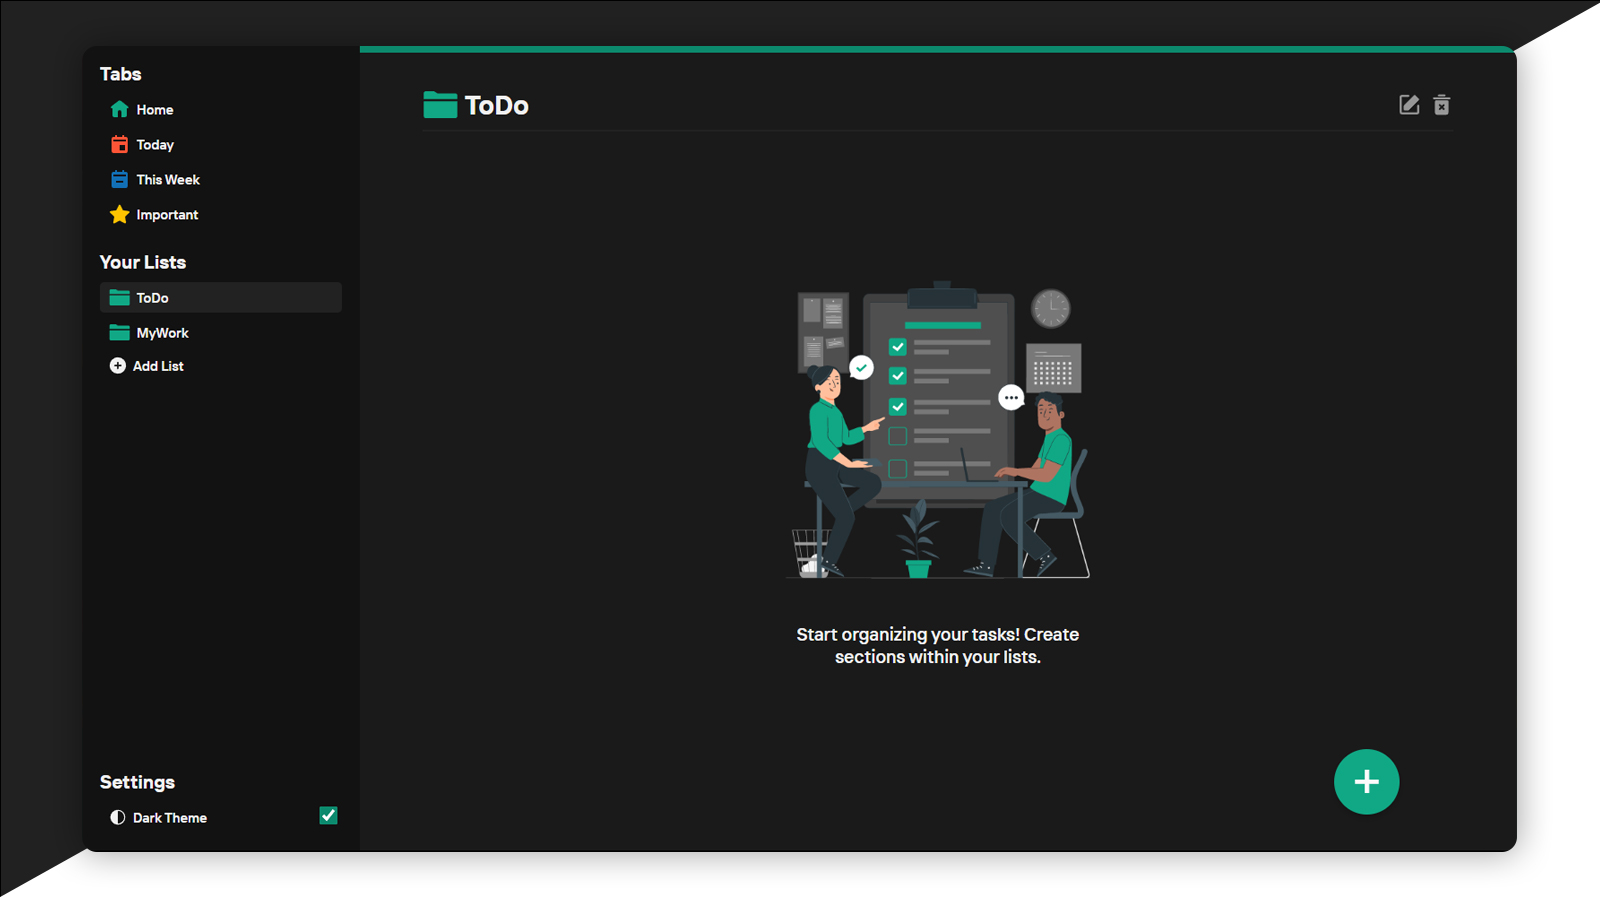 Tabs
Home
Today
This Week
Important
Your Lists
ToDo
MyWork
Add List
Settings
Dark Theme
ToDo
Start organizing your tasks! Create
sections within your lists.